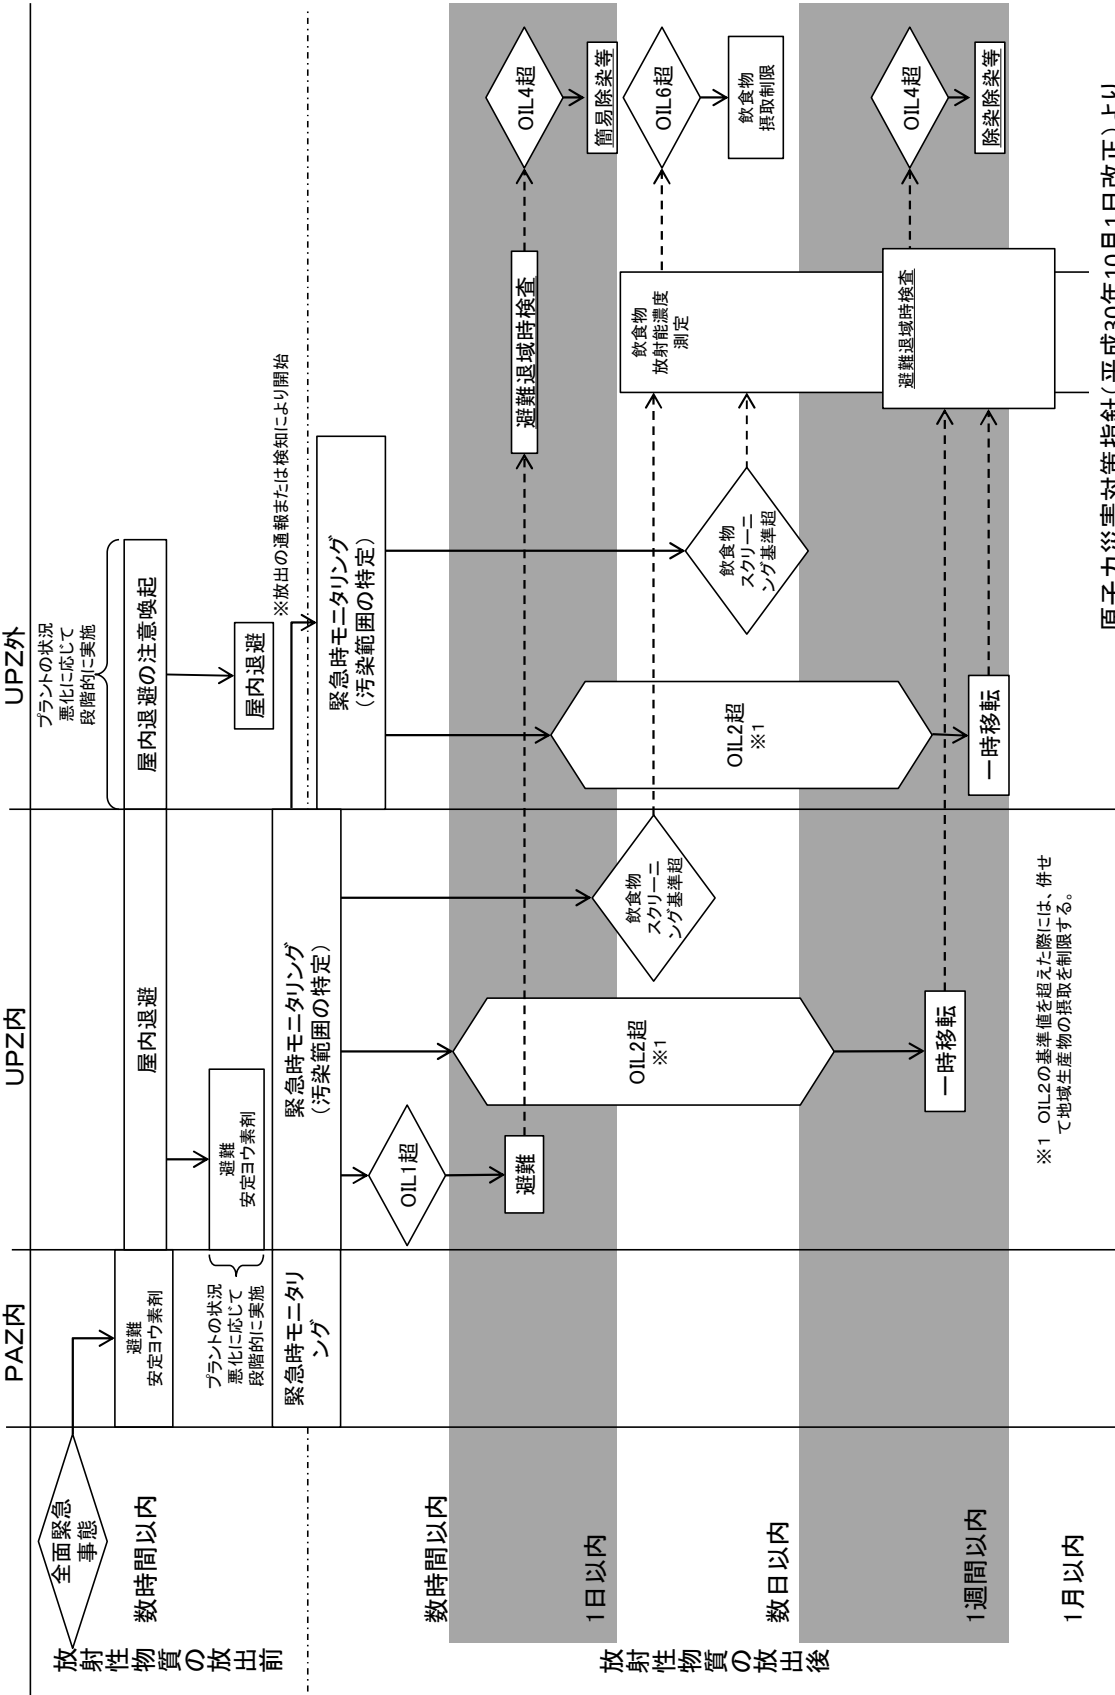 PAZ内
UPZ内
UPZ外
放射性物質の放出前
全面緊急
事態
数時間以内
避難
安定ヨウ素剤
屋内退避
プラントの状況
悪化に応じて
段階的に実施
屋内退避の注意喚起
プラントの状況
悪化に応じて
段階的に実施
避難
安定ヨウ素剤
屋内退避
※放出の通報または検知により開始
緊急時モニタリ
ング
緊急時モニタリング
（汚染範囲の特定）
緊急時モニタリング
（汚染範囲の特定）
放射性物質の放出後
数時間以内
OIL1超
1日以内
避難
避難退域時検査
OIL4超
簡易除染等
数日以内
OIL2超
※1
飲食物
スクリーニ
ング基準超
OIL2超
※1
飲食物
スクリーニ
ング基準超
飲食物
放射能濃度
測定
OIL6超
飲食物
摂取制限
1週間以内
一時移転
一時移転
避難退域時検査
OIL4超
除染除染等
1月以内
※1 OIL2の基準値を超えた際には、併せ
て地域生産物の摂取を制限する。
原子力災害対策指針（平成30年10月1日改正）より